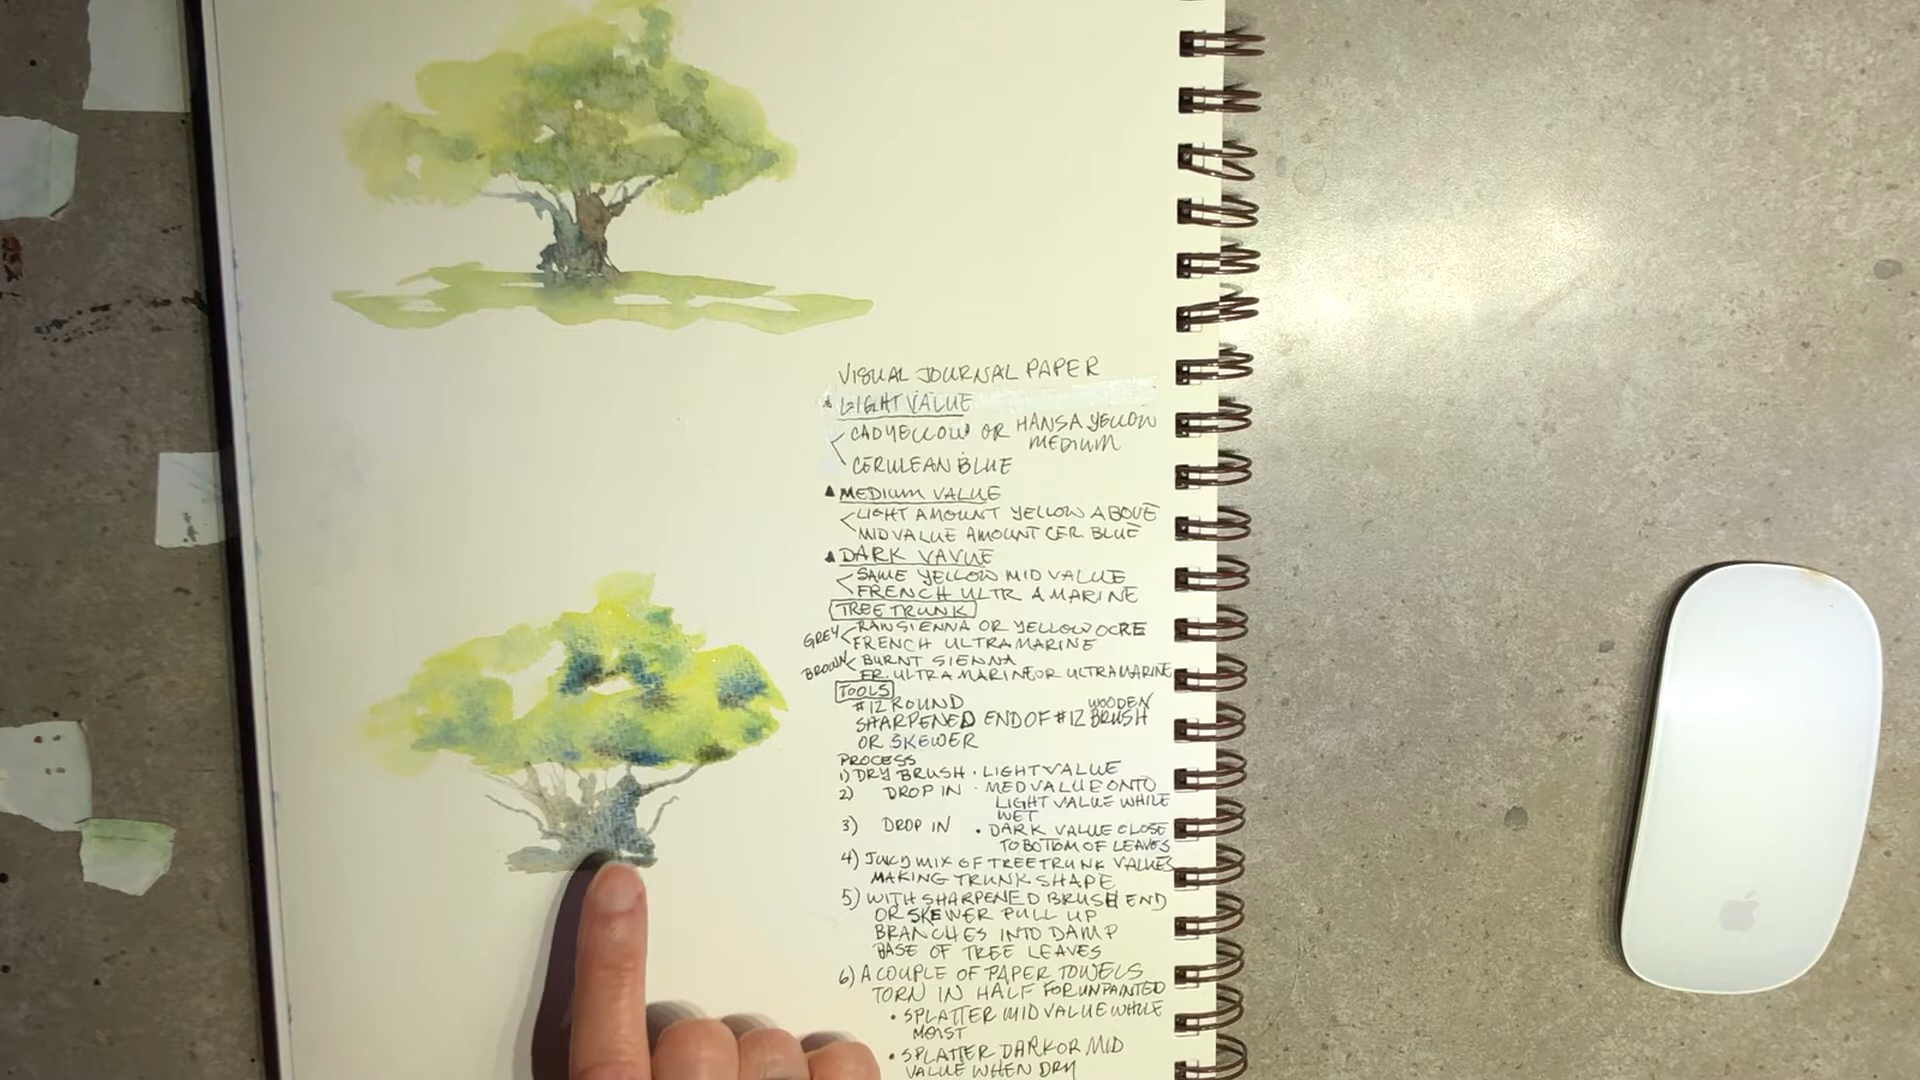 VISUAL JOURNAL PAPER
* LIGHT VALUE
CAD YELLOW OR HANSA YELLOW
MEDIUM
CERULEAN BLUE
▲ MEDIUM VALUE
LIGHT AMOUNT YELLOW ABOVE
MID VALUE AMOUNT CER. BLUE
▲ DARK VAVUE
SAME YELLOW MID VALUE
FRENCH ULTRAMARINE
TREE TRUNK
GREY < RAW SIENNA OR YELLOW OCRE
FRENCH ULTRAMARINE
BROWN < BURNT SIENNA
FR. ULTRAMARINE OR ULTRAMARINE
TOOLS
#12 ROUND
SHARPENED END OF #12 WOODEN BRUSH
OR SKEWER
PROCESS
1) DRY BRUSH • LIGHT VALUE
2) DROP IN • MED VALUE ONTO
LIGHT VALUE WHILE
WET
3) DROP IN • DARK VALUE CLOSE
TO BOTTOM OF LEAVES
4) JUICY MIX OF TREE TRUNK VALUES
MAKING TRUNK SHAPE
5) WITH SHARPENED BRUSH END
OR SKEWER PULL UP
BRANCHES INTO DAMP
BASE OF TREE LEAVES
6) A COUPLE OF PAPER TOWELS
TORN IN HALF FOR UNPAINTED
• SPLATTER MID VALUE WHILE
MOIST
• SPLATTER DARK OR MID
VALUE WHEN DRY